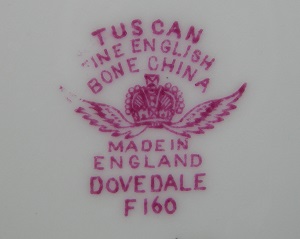 TUSCAN
FINE ENGLISH
BONE CHINA
MADE IN
ENGLAND
DOVEDALE
F160